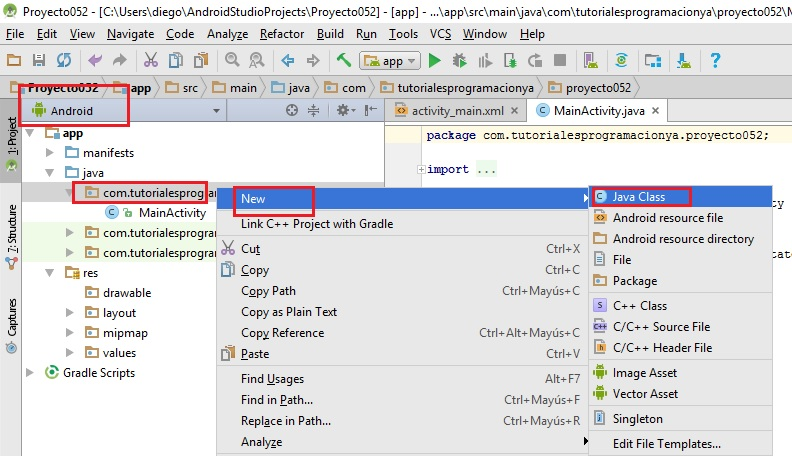 Proyecto052 - [C:\Users\diego\AndroidStudioProjects\Proyecto052] - [app] - ...\app\src\main\java\com\tutorialesprogramacionya\proyecto052\M
File Edit View Navigate Code Analyze Refactor Build Run Tools VCS Window Help
app
Proyecto052 app src main java com tutorialesprogramacionya proyecto052
Android
activity_main.xml MainActivity.java
1: Project
7: Structure
Captures
app
manifests
java
com.tutorialesprogra
MainActivity
com.tutorialesprogra
com.tutorialesprogra
res
drawable
layout
mipmap
values
Gradle Scripts
package com.tutorialesprogramacionya.proyecto052;
import ...
New
Link C++ Project with Gradle
Cut Ctrl+X
Copy Ctrl+C
Copy Path Ctrl+Mayús+C
Copy as Plain Text
Copy Reference Ctrl+Alt+Mayús+C
Paste Ctrl+V
Find Usages Alt+F7
Find in Path... Ctrl+Mayús+F
Replace in Path... Ctrl+Mayús+R
Analyze
Java Class
Android resource file
Android resource directory
File
Package
C++ Class
C/C++ Source File
C/C++ Header File
Image Asset
Vector Asset
Singleton
Edit File Templates...